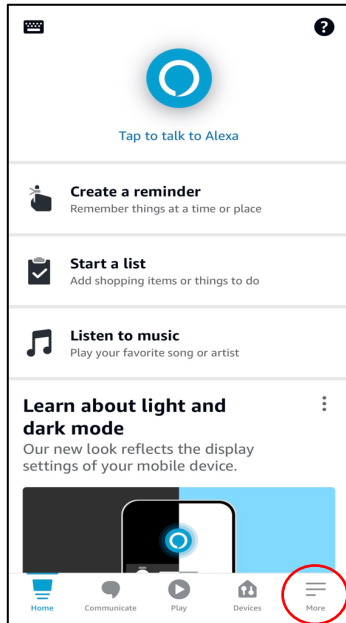 ?
Tap to talk to Alexa
Create a reminder
Remember things at a time or place
Start a list
Add shopping items or things to do
Listen to music
Play your favorite song or artist
Learn about light and
dark mode
Our new look reflects the display
settings of your mobile device.
Home Communicate Play Devices More